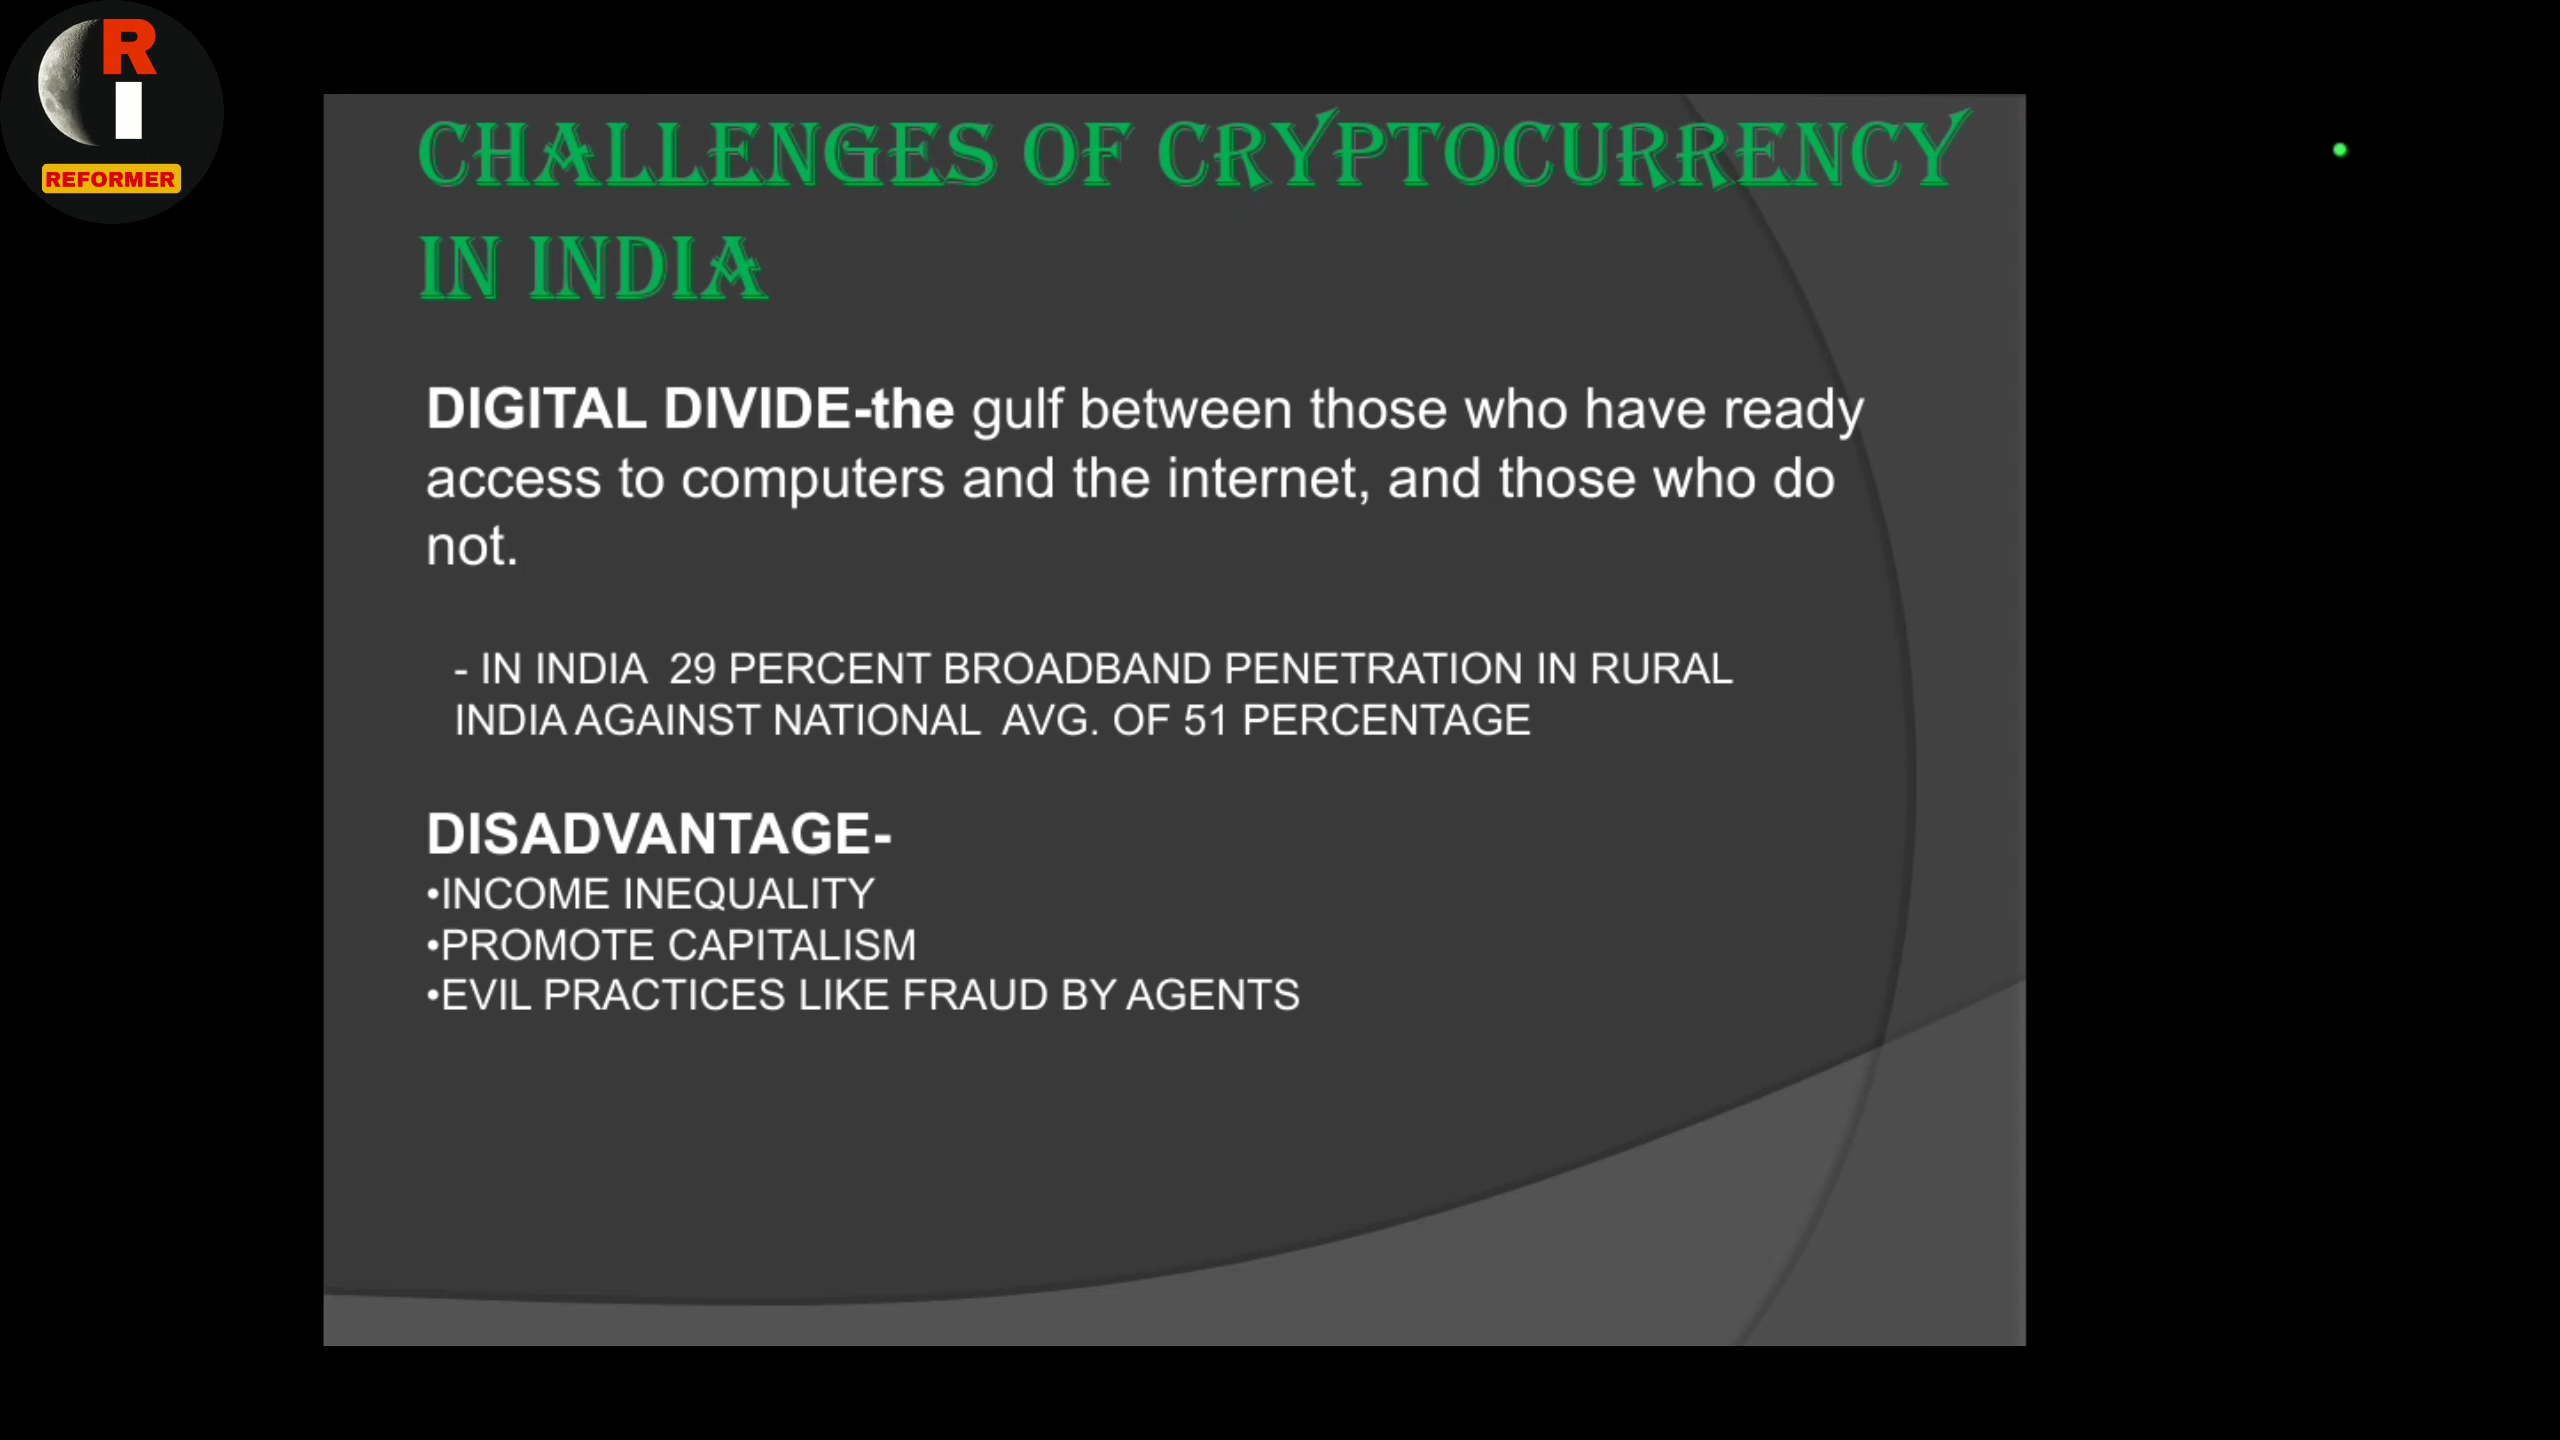 R
I
REFORMER
CHALLENGES OF CRYPTOCURRENCY
IN INDIA
DIGITAL DIVIDE-the gulf between those who have ready
access to computers and the internet, and those who do
not.
- IN INDIA  29 PERCENT BROADBAND PENETRATION IN RURAL
INDIA AGAINST NATIONAL  AVG. OF 51 PERCENTAGE
DISADVANTAGE-
•INCOME INEQUALITY
•PROMOTE CAPITALISM
•EVIL PRACTICES LIKE FRAUD BY AGENTS